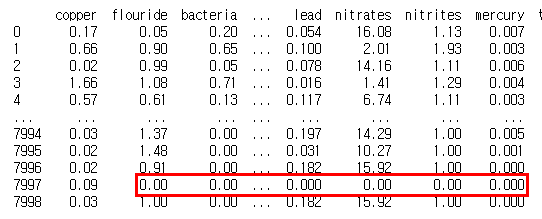 copper flouride bacteria ... lead nitrates nitrites mercury
0 0.17 0.05 0.20 ... 0.054 16.08 1.13 0.007
1 0.66 0.90 0.65 ... 0.100 2.01 1.93 0.003
2 0.02 0.99 0.05 ... 0.078 14.16 1.11 0.006
3 1.66 1.08 0.71 ... 0.016 1.41 1.29 0.004
4 0.57 0.61 0.13 ... 0.117 6.74 1.11 0.003
... ... ... ... ... ... ... ... ...
7994 0.03 1.37 0.00 ... 0.197 14.29 1.00 0.005
7995 0.02 1.48 0.00 ... 0.031 10.27 1.00 0.001
7996 0.02 0.91 0.00 ... 0.182 15.92 1.00 0.000
7997 0.09 0.00 0.00 ... 0.000 0.00 0.00 0.000
7998 0.03 1.00 0.00 ... 0.182 15.92 1.00 0.000